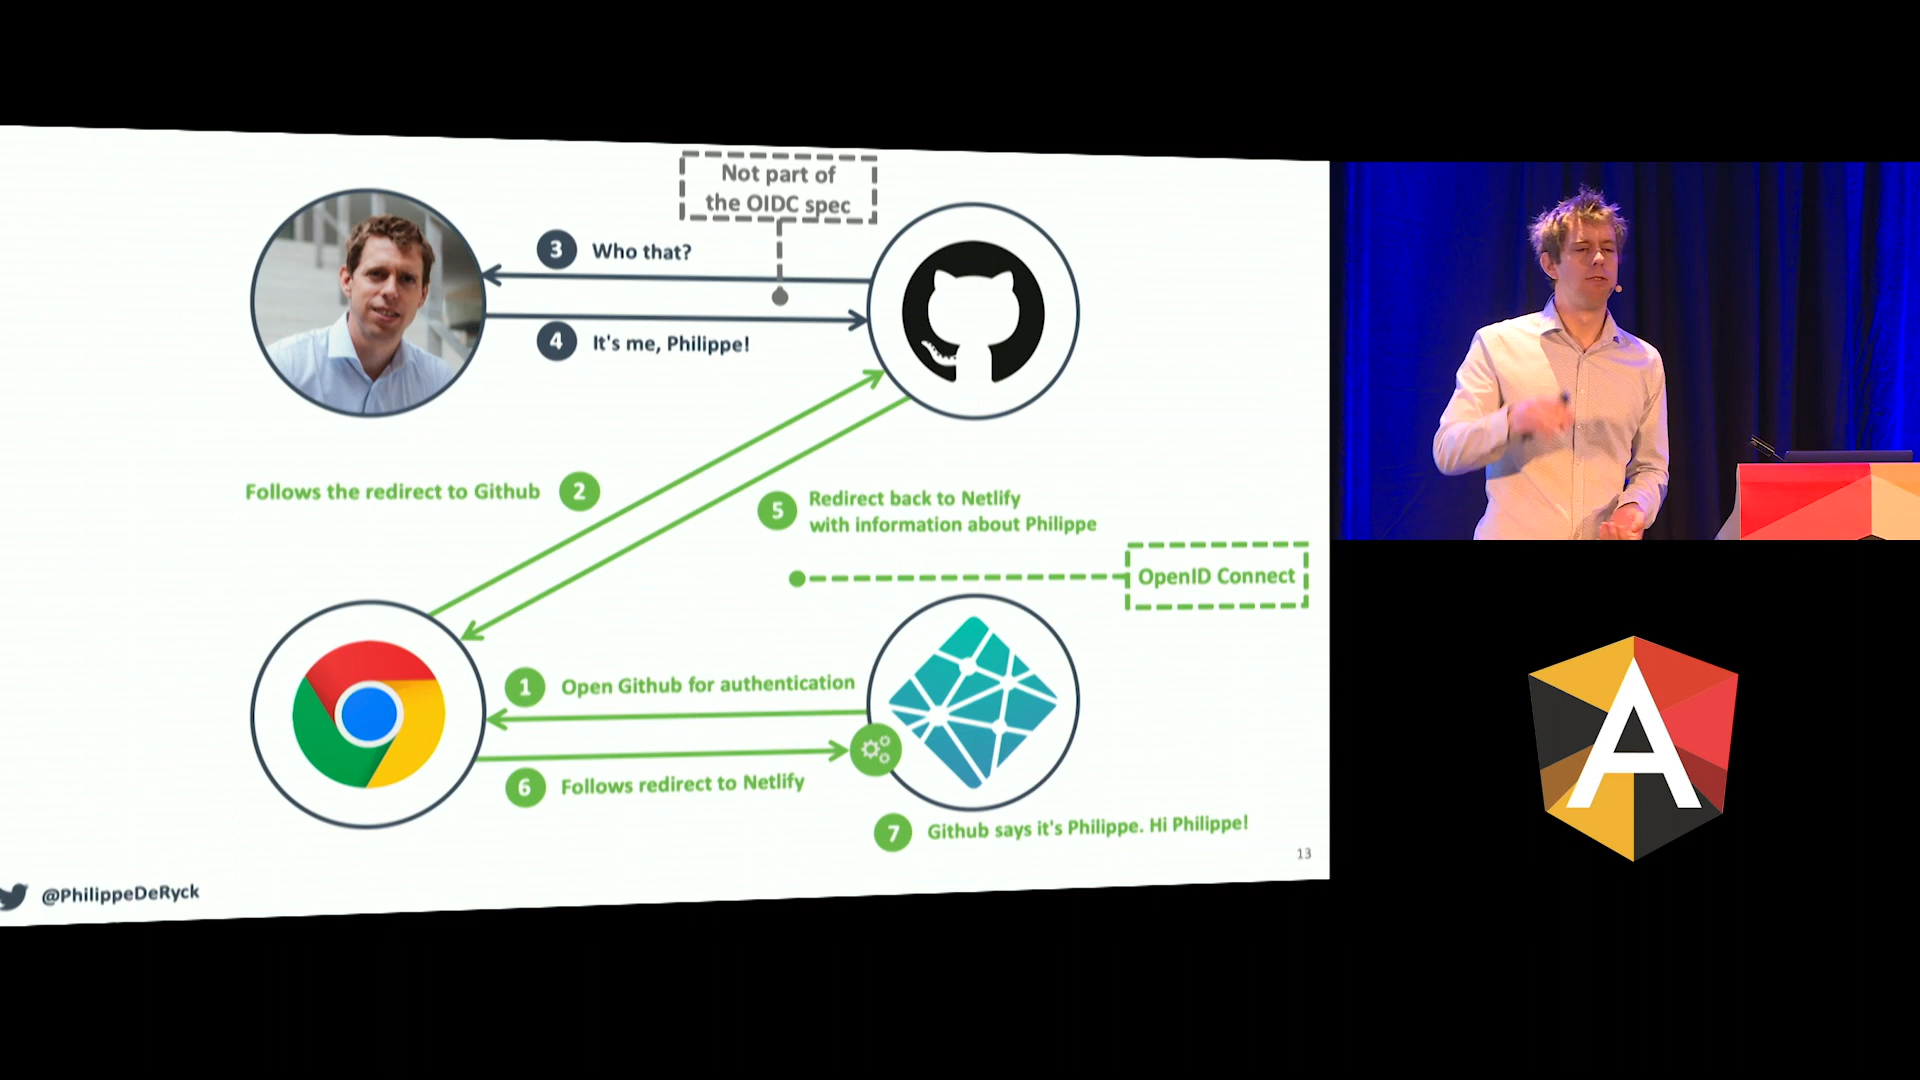 Not part of
the OIDC spec
3 Who that?
4 It's me, Philippe!
Follows the redirect to Github 2
5 Redirect back to Netlify
with information about Philippe
OpenID Connect
1 Open Github for authentication
6 Follows redirect to Netlify
7 Github says it's Philippe. Hi Philippe!
13
@PhilippeDeRyck
A